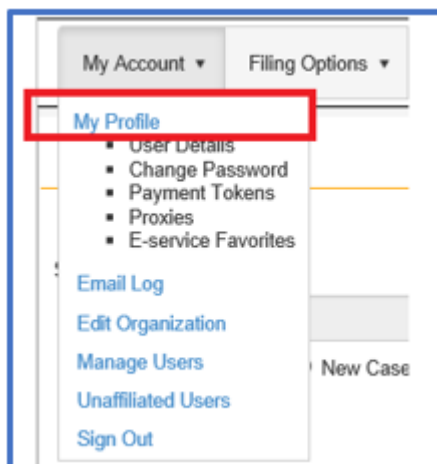 My Account ▾ Filing Options ▾
My Profile
▪ User Details
▪ Change Password
▪ Payment Tokens
▪ Proxies
▪ E-service Favorites
Email Log
Edit Organization
Manage Users
New Case
Unaffiliated Users
Sign Out